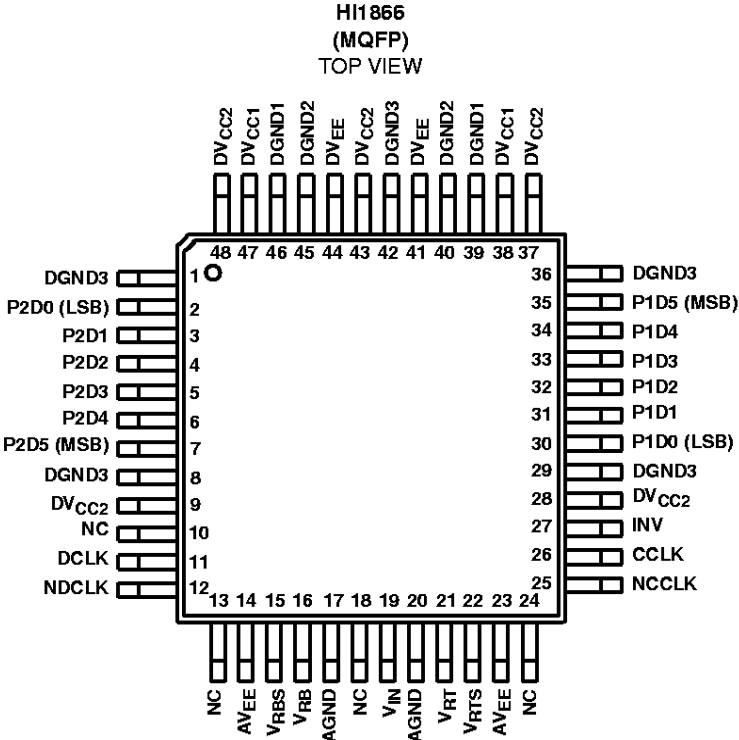 HI1866
(MQFP)
TOP VIEW
DVCC2
DVCC1
DGND1
DGND2
DVEE
DVCC2
DGND3
DVEE
DGND2
DGND1
DVCC1
DVCC2
48 47 46 45 44 43 42 41 40 39 38 37
DGND3 1
P2D0 (LSB) 2
P2D1 3
P2D2 4
P2D3 5
P2D4 6
P2D5 (MSB) 7
DGND3 8
DVCC2 9
NC 10
DCLK 11
NDCLK 12
36 DGND3
35 P1D5 (MSB)
34 P1D4
33 P1D3
32 P1D2
31 P1D1
30 P1D0 (LSB)
29 DGND3
28 DVCC2
27 INV
26 CCLK
25 NCCLK
13 14 15 16 17 18 19 20 21 22 23 24
NC
AVEE
VRBS
VRB
AGND
NC
VIN
AGND
VRT
VRTS
AVEE
NC